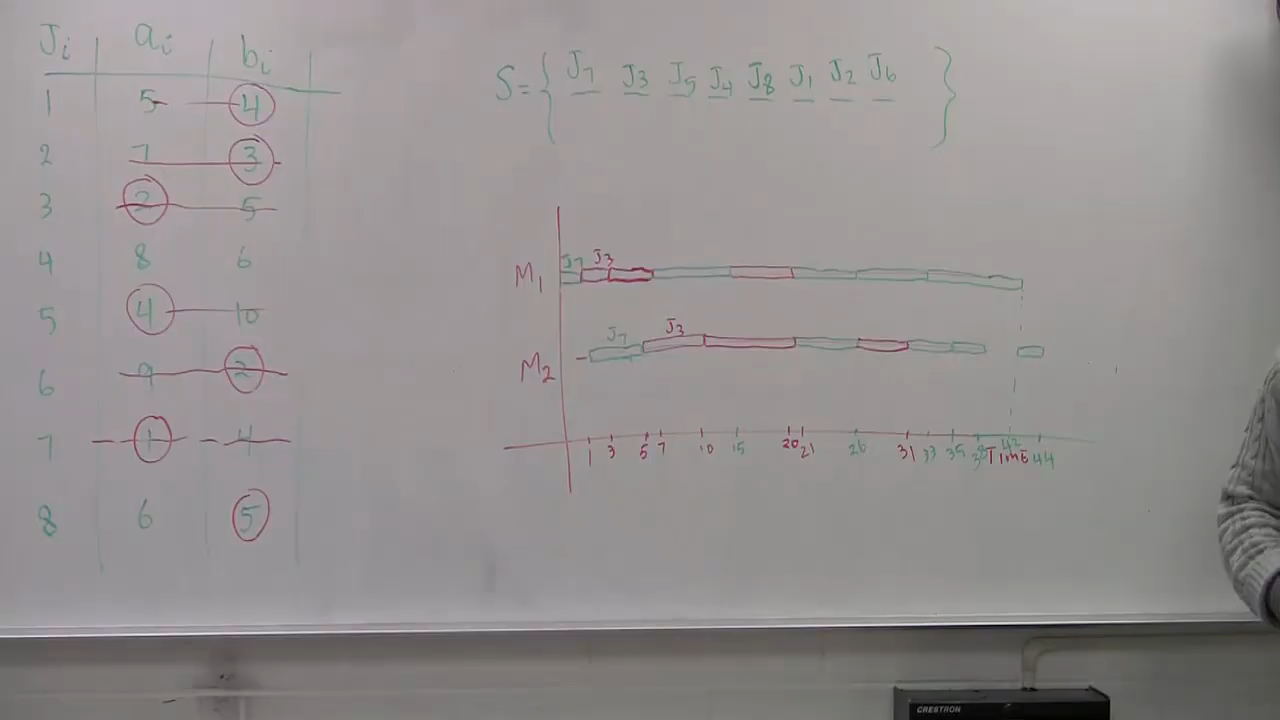 Ji ai bi
1 5 4
2 7 3
3 2 5
4 8 6
5 4 10
6 9 2
7 1 4
8 6 5
S = { J7 J3 J5 J4 J8 J1 J2 J6 }
J7 J3
M1
J7 J3
M2
1 3 5 7 10 15 20 21 26 31 33 35 38 42 44
Time
CRESTRON